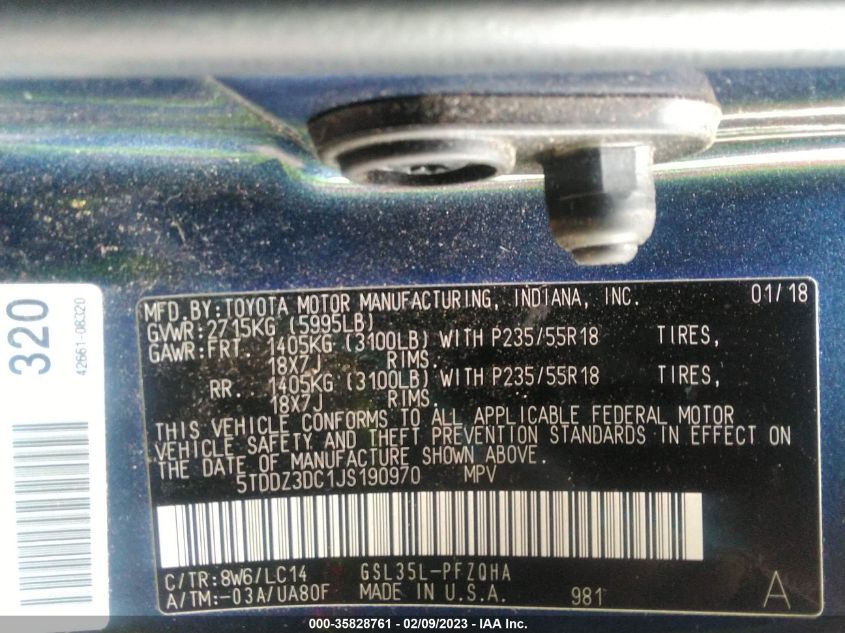 320
42661-08320
MFD.BY:TOYOTA MOTOR MANUFACTURING, INDIANA, INC. 01/18
GVWR:2715KG (5995LB)
GAWR:FRT. 1405KG (3100LB) WITH P235/55R18 TIRES,
18X7J RIMS.
RR. 1405KG (3100LB) WITH P235/55R18 TIRES,
18X7J RIMS.
THIS VEHICLE CONFORMS TO ALL APPLICABLE FEDERAL MOTOR
VEHICLE SAFETY AND THEFT PREVENTION STANDARDS IN EFFECT ON
THE DATE OF MANUFACTURE SHOWN ABOVE.
5TDDZ3DC1JS190970 MPV
C/TR:8W6/LC14 GSL35L-PFZQHA
A/TM:-03A/UA80F MADE IN U.S.A. 981 A
000-35828761 - 02/09/2023 - IAA Inc.